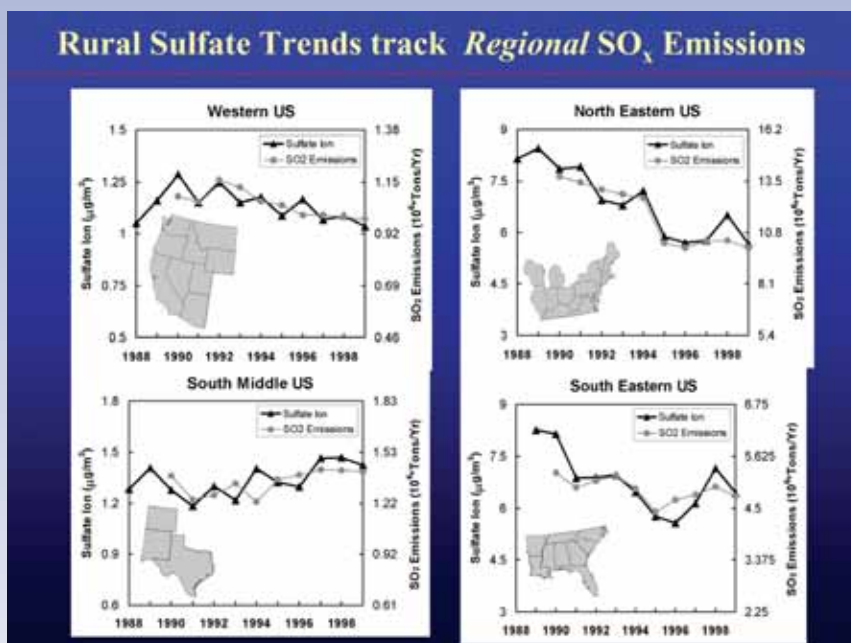 Rural Sulfate Trends track Regional SOx Emissions
Western US
1.5
1.25
1
0.75
0.5
Sulfate Ion (µg/m³)
1.38
1.15
0.92
0.69
0.46
SO2 Emissions (10⁶*Tons/Yr)
Sulfate Ion
SO2 Emissions
1988 1990 1992 1994 1996 1998
North Eastern US
9
7.5
6
4.5
3
Sulfate Ion (µg/m³)
16.2
13.5
10.8
8.1
5.4
SO2 Emissions (10⁶*Tons/Yr)
Sulfate Ion
SO2 Emissions
1988 1990 1992 1994 1996 1998
South Middle US
1.8
1.5
1.2
0.9
0.6
Sulfate Ion (µg/m³)
1.83
1.53
1.22
0.92
0.61
SO2 Emissions (10⁶*Tons/Yr)
Sulfate Ion
SO2 Emissions
1988 1990 1992 1994 1996 1998
South Eastern US
9
7.5
6
4.5
3
Sulfate Ion (µg/m³)
6.75
5.625
4.5
3.375
2.25
SO2 Emissions (10⁶*Tons/Yr)
Sulfate Ion
SO2 Emissions
1988 1990 1992 1994 1996 1998